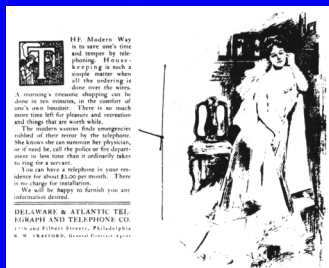 THE Modern Way
is to save one's time
and temper by tele-
phoning. House-
keeping is such a
simple matter when
all the ordering is
done over the wires.
A morning's tiresome shopping can be
done in ten minutes, in the comfort of
one's own boudoir. There is so much
more time left for pleasure and recreation
and things that are worth while.
The modern woman finds emergencies
robbed of their terror by the telephone.
She knows she can summon her physician,
or if need be, call the police or fire depart-
ment in less time than it ordinarily takes
to ring for a servant.
You can have a telephone in your res-
idence for about $2.00 per month. There
is no charge for installation.
We will be happy to furnish you any
information desired.
DELAWARE & ATLANTIC TEL-
EGRAPH AND TELEPHONE CO.
and Filbert Streets, Philadelphia
TRAFFORD, General Contract Agent